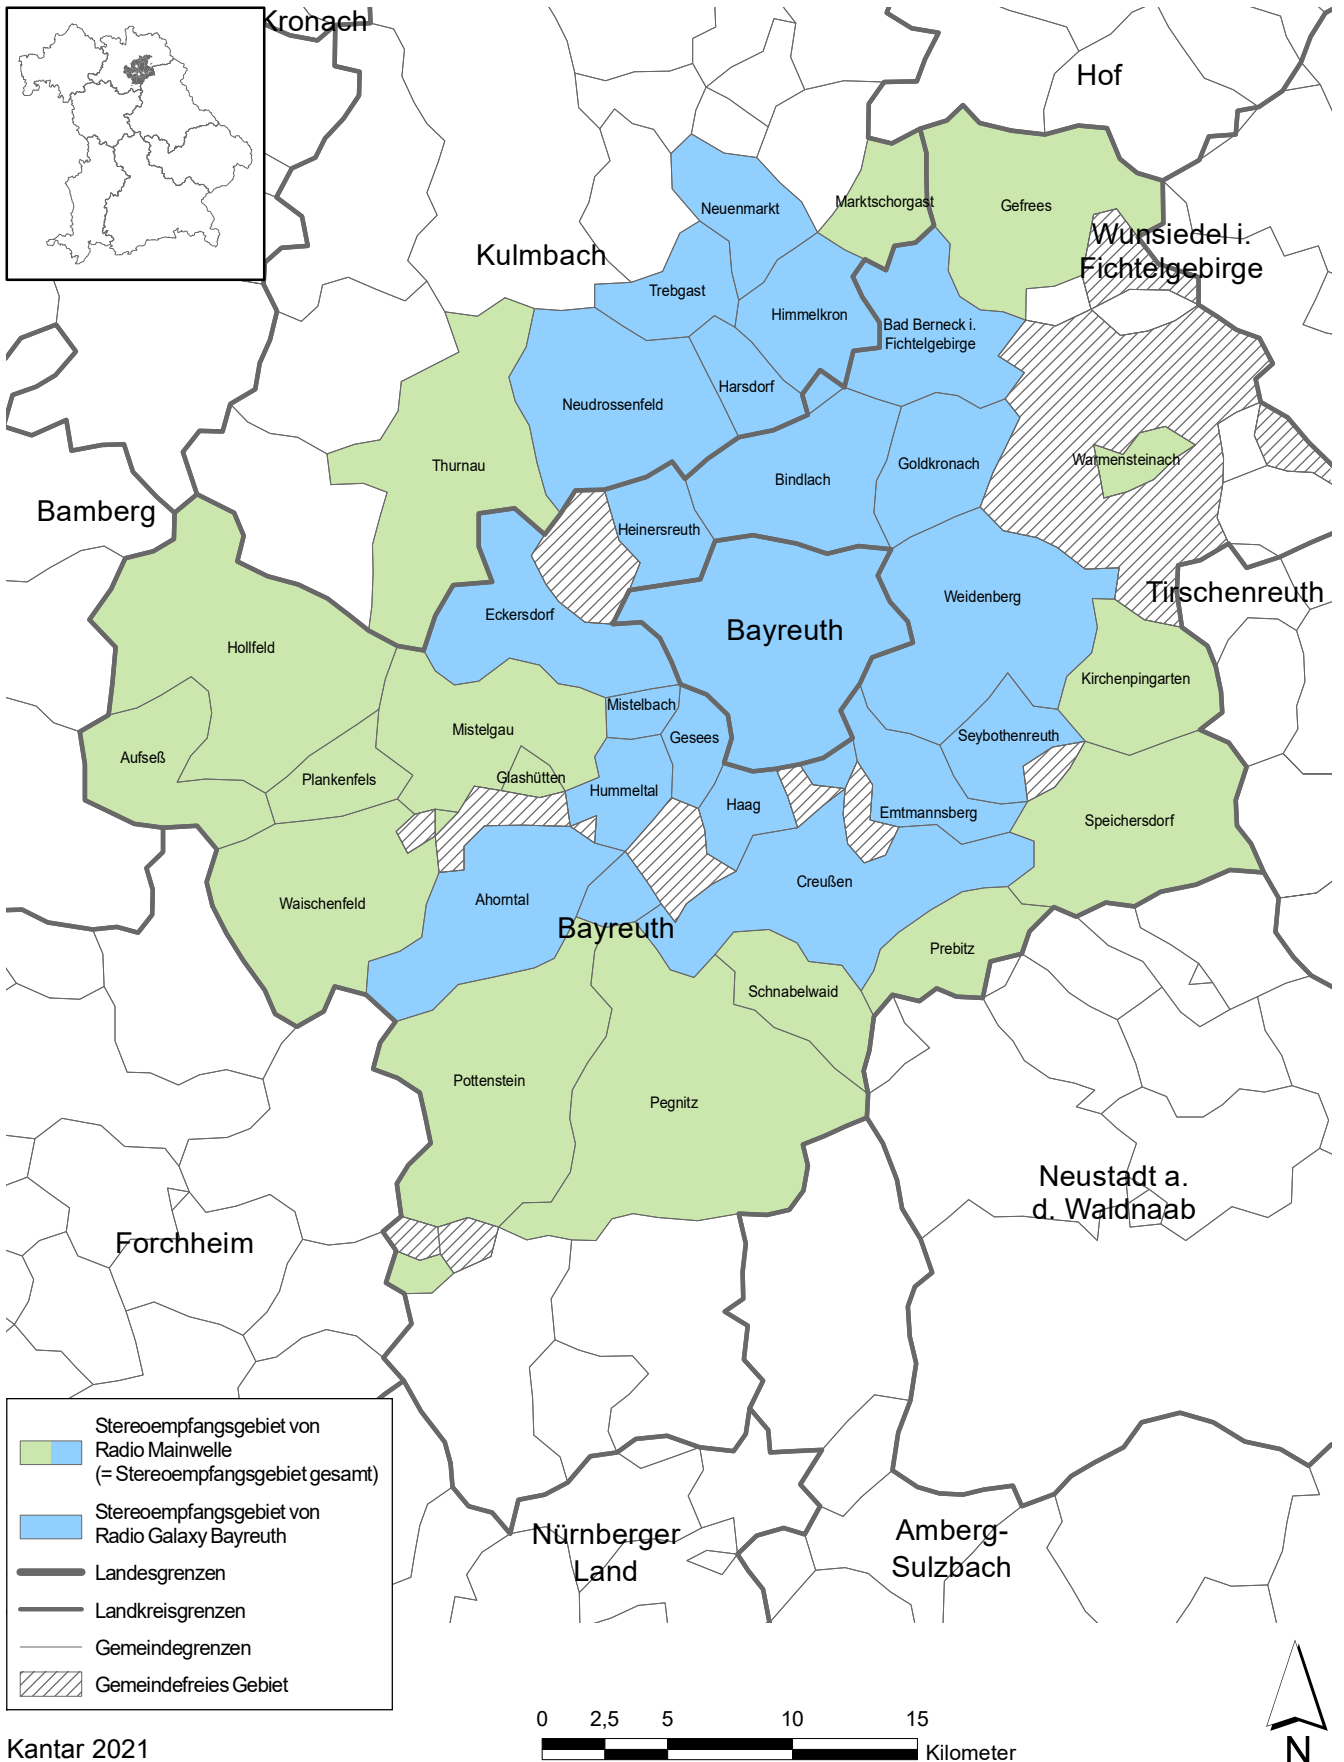 Kronach
Hof
Marktschorgast
Gefrees
Neuenmarkt
Wunsiedel i.
Fichtelgebirge
Kulmbach
Trebgast
Himmelkron
Bad Berneck i.
Fichtelgebirge
Harsdorf
Neudrossenfeld
Thurnau
Warmensteinach
Goldkronach
Bindlach
Bamberg
Heinersreuth
Tirschenreuth
Weidenberg
Eckersdorf
Bayreuth
Hollfeld
Kirchenpingarten
Mistelbach
Mistelgau
Gesees
Seybothenreuth
Aufseß
Plankenfels
Glashütten
Hummeltal
Haag
Emtmannsberg
Speichersdorf
Creußen
Waischenfeld
Ahorntal
Bayreuth
Prebitz
Schnabelwaid
Pottenstein
Pegnitz
Neustadt a.
d. Waldnaab
Forchheim
Stereoempfangsgebiet von
Radio Mainwelle
(= Stereoempfangsgebiet gesamt)
Stereoempfangsgebiet von
Radio Galaxy Bayreuth
Landesgrenzen
Landkreisgrenzen
Gemeindegrenzen
Gemeindefreies Gebiet
Nürnberger
Land
Amberg-
Sulzbach
0 2,5 5 10 15
Kilometer
N
Kantar 2021